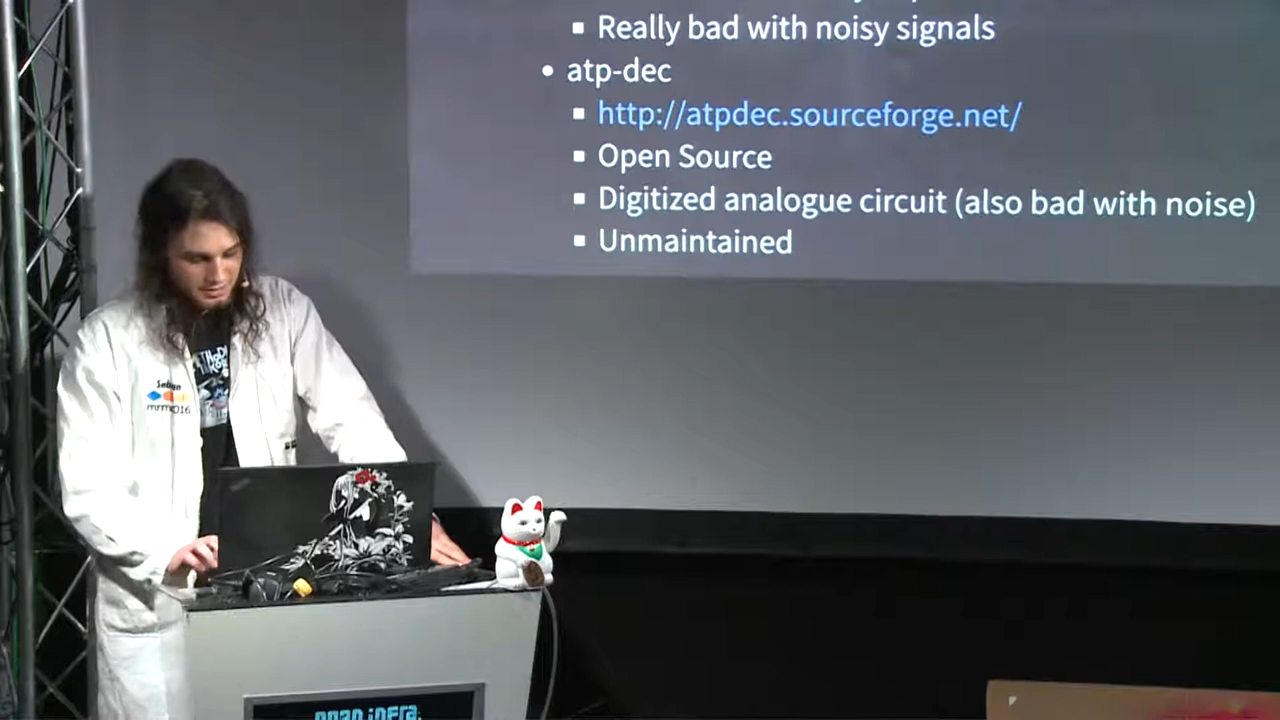 Really bad with noisy signals
atp-dec
http://atpdec.sourceforge.net/
Open Source
Digitized analogue circuit (also bad with noise)
Unmaintained
mrmcd16